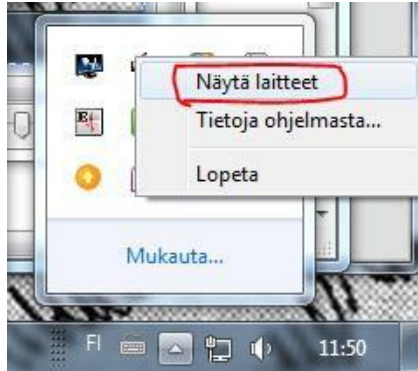 Näytä laitteet
Tietoja ohjelmasta...
Lopeta
Mukauta...
FI
11:50